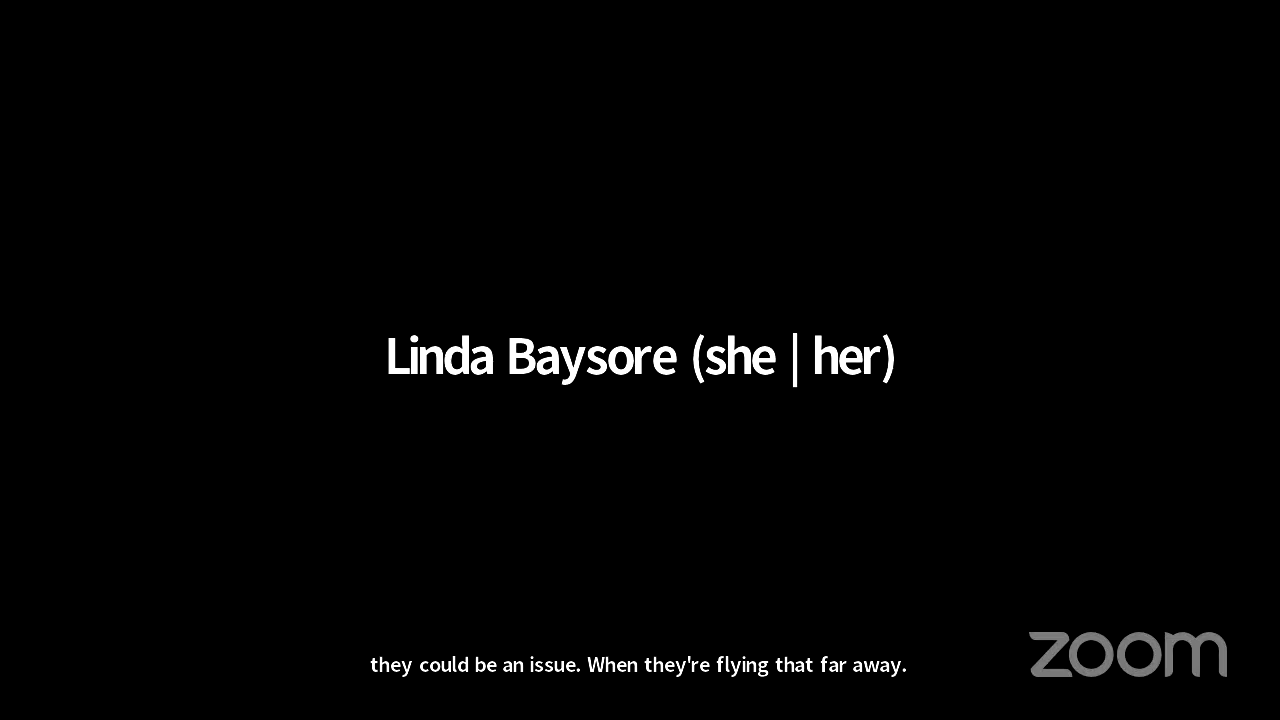 Linda Baysore (she | her)
they could be an issue. When they're flying that far away.
zoom